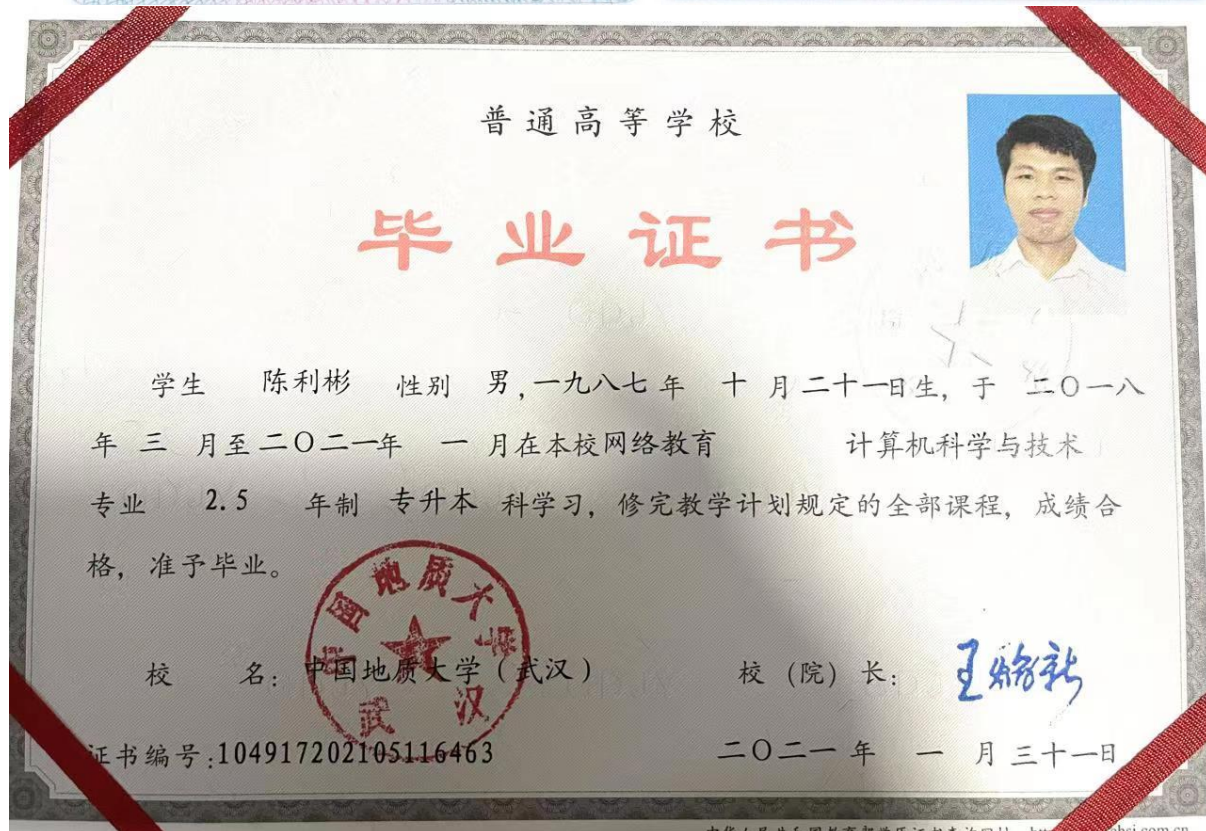 普通高等学校
毕业证书
学生 陈利彬 性别 男,一九八七年 十 月二十一日生,于 二〇一八
年 三 月至二〇二一年 一 月在本校网络教育 计算机科学与技术
专业 2.5 年制 专升本 科学习,修完教学计划规定的全部课程,成绩合
格,准予毕业。
中国地质大学
武汉
校 名:中国地质大学(武汉) 校(院)长:
证书编号:104917202105116463 二〇二一年 一 月三十一日